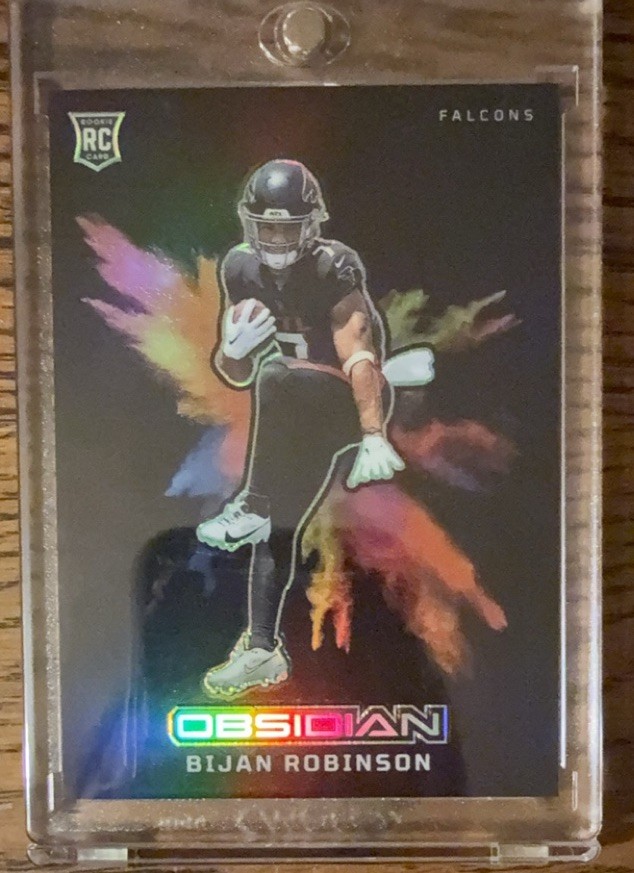 ROOKIE
RC
CARD
FALCONS
OBSIDIAN
BIJAN ROBINSON